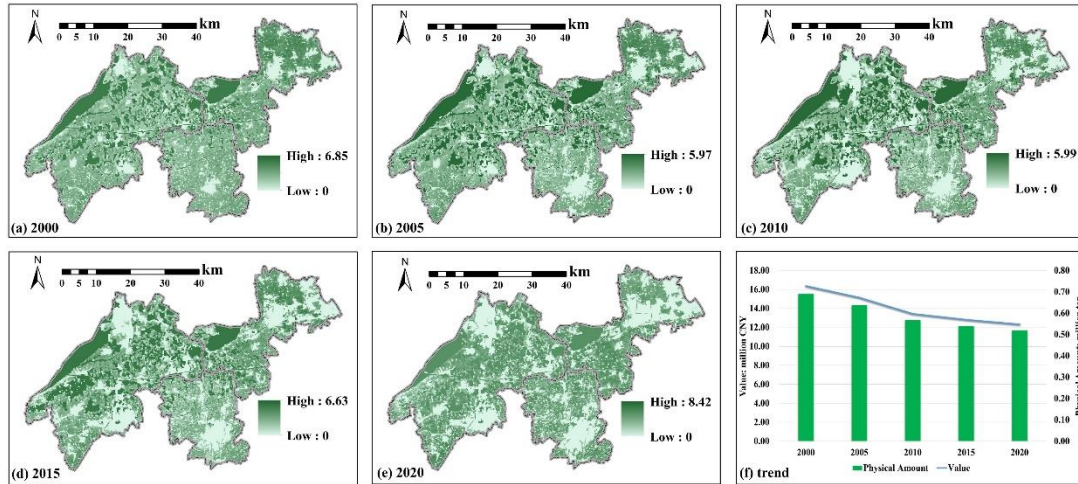 N
km
0 5 10 20 30 40
High : 6.85
Low : 0
(a) 2000
N
km
0 5 10 20 30 40
High : 5.97
Low : 0
(b) 2005
N
km
0 5 10 20 30 40
High : 5.99
Low : 0
(c) 2010
N
km
0 5 10 20 30 40
High : 6.63
Low : 0
(d) 2015
N
km
0 5 10 20 30 40
High : 8.42
Low : 0
(e) 2020
Value: million CNY
18.00
16.00
14.00
12.00
10.00
8.00
6.00
4.00
2.00
0.00
0.80
0.70
0.60
0.50
0.40
0.30
0.20
0.10
0.00
2000 2005 2010 2015 2020
Physical Amount Value
(f) trend